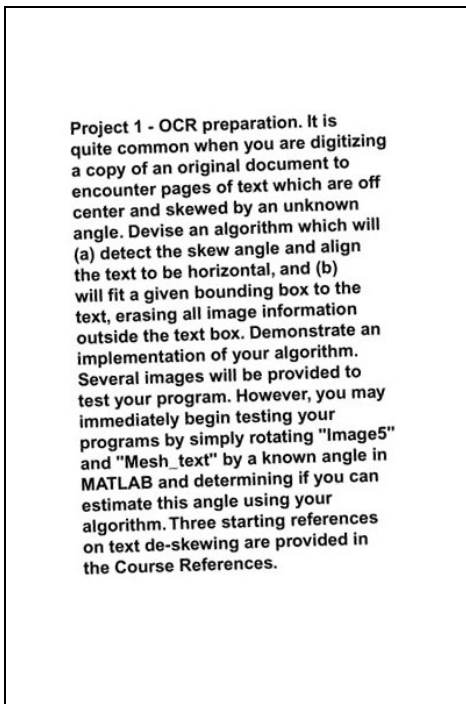 Project 1 - OCR preparation. It is
quite common when you are digitizing
a copy of an original document to
encounter pages of text which are off
center and skewed by an unknown
angle. Devise an algorithm which will
(a) detect the skew angle and align
the text to be horizontal, and (b)
will fit a given bounding box to the
text, erasing all image information
outside the text box. Demonstrate an
implementation of your algorithm.
Several images will be provided to
test your program. However, you may
immediately begin testing your
programs by simply rotating "Image5"
and "Mesh_text" by a known angle in
MATLAB and determining if you can
estimate this angle using your
algorithm. Three starting references
on text de-skewing are provided in
the Course References.